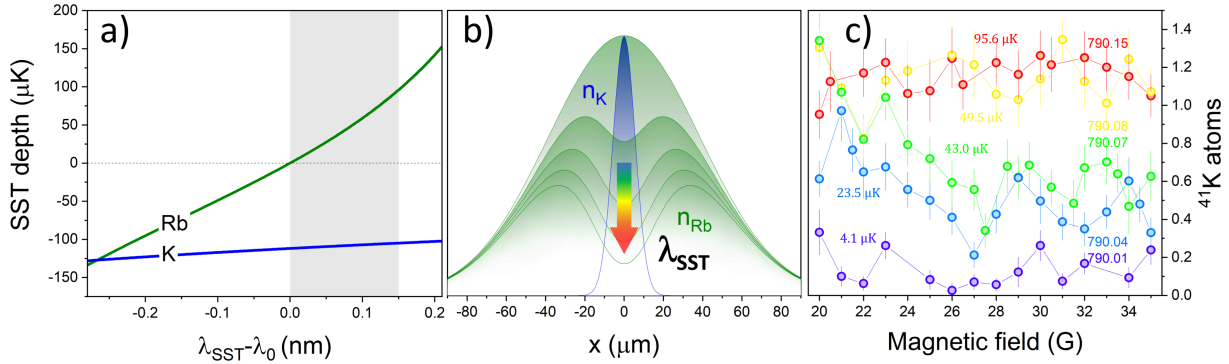 a)
SST depth (μK)
200
150
100
50
0
-50
-100
-150
Rb
K
-0.2
-0.1
0.0
0.1
0.2
λSST-λ0 (nm)
b)
nK
nRb
λSST
-80 -60 -40 -20 0 20 40 60 80
x (μm)
c)
95.6 μK
790.15
49.5 μK
790.08
790.07
43.0 μK
23.5 μK
790.04
4.1 μK
790.01
1.4
1.2
1.0
0.8
0.6
0.4
0.2
0.0
41K atoms
20 22 24 26 28 30 32 34
Magnetic field (G)